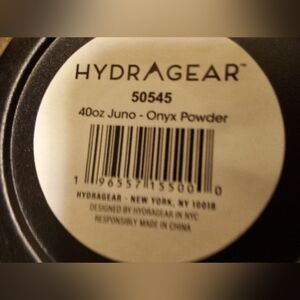 HYDRAGEAR™
50545
40oz Juno - Onyx Powder
1 96557 15500 0
HYDRAGEAR - NEW YORK, NY 10018
DESIGNED BY HYDRAGEAR IN NYC
RESPONSIBLY MADE IN CHINA